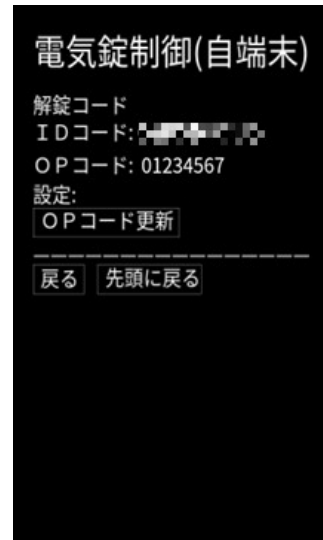 電気錠制御(自端末)
解錠コード
ＩＤコード:
ＯＰコード: 01234567
設定:
ＯＰコード更新
戻る 先頭に戻る